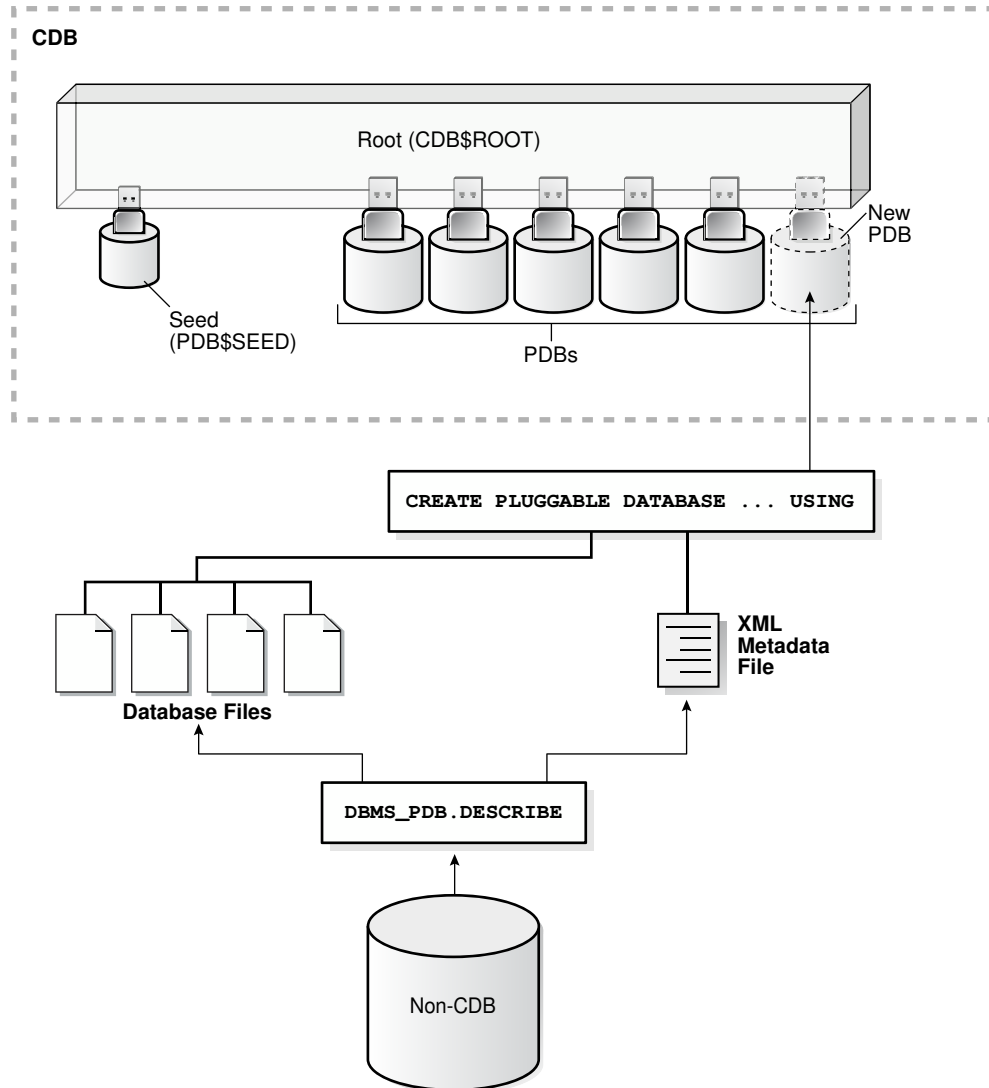 CDB
Root (CDB$ROOT)
New
PDB
Seed
(PDB$SEED)
PDBs
CREATE PLUGGABLE DATABASE ... USING
XML
Metadata
File
Database Files
DBMS_PDB.DESCRIBE
Non-CDB